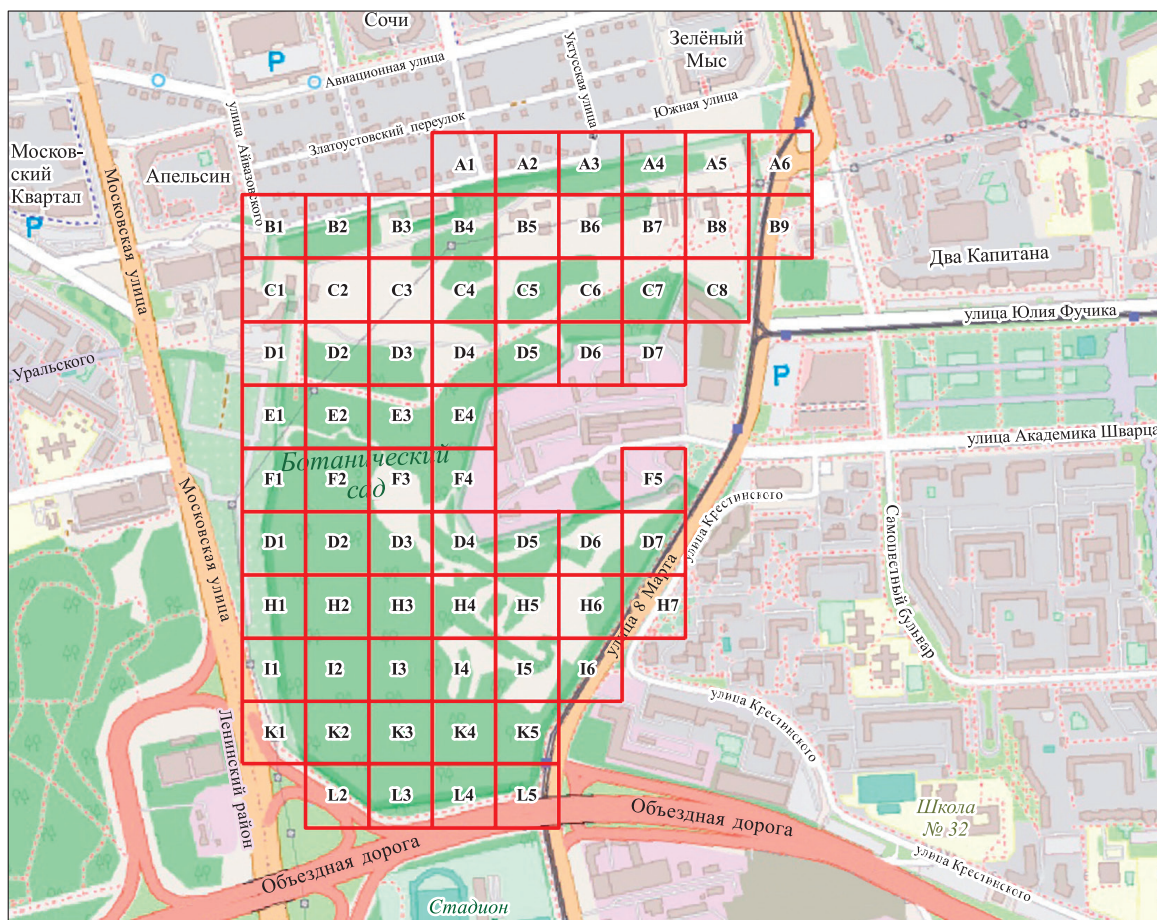 Сочи
Зелёный
Мыс
Уктусская улица
Авиационная улица
Южная улица
улица Айвазовского
Златоустовский переулок
Москов-
ский
Квартал
Апельсин
Московская улица
P
P
A1 A2 A3 A4 A5 A6
B1 B2 B3 B4 B5 B6 B7 B8 B9
Два Капитана
C1 C2 C3 C4 C5 C6 C7 C8
улица Юлия Фучика
D1 D2 D3 D4 D5 D6 D7
Уральского
P
E1 E2 E3 E4
улица Академика Шварца
Ботанический
сад
F1 F2 F3 F4 F5
улица Крестинского
Московская улица
D1 D2 D3 D4 D5 D6 D7
Самоцветный бульвар
улица 8 Марта
H1 H2 H3 H4 H5 H6 H7
I1 I2 I3 I4 I5 I6
улица Крестинского
Ленинский район
K1 K2 K3 K4 K5
L2 L3 L4 L5
Объездная дорога
Школа
№ 32
Объездная дорога
улица Крестинского
Стадион